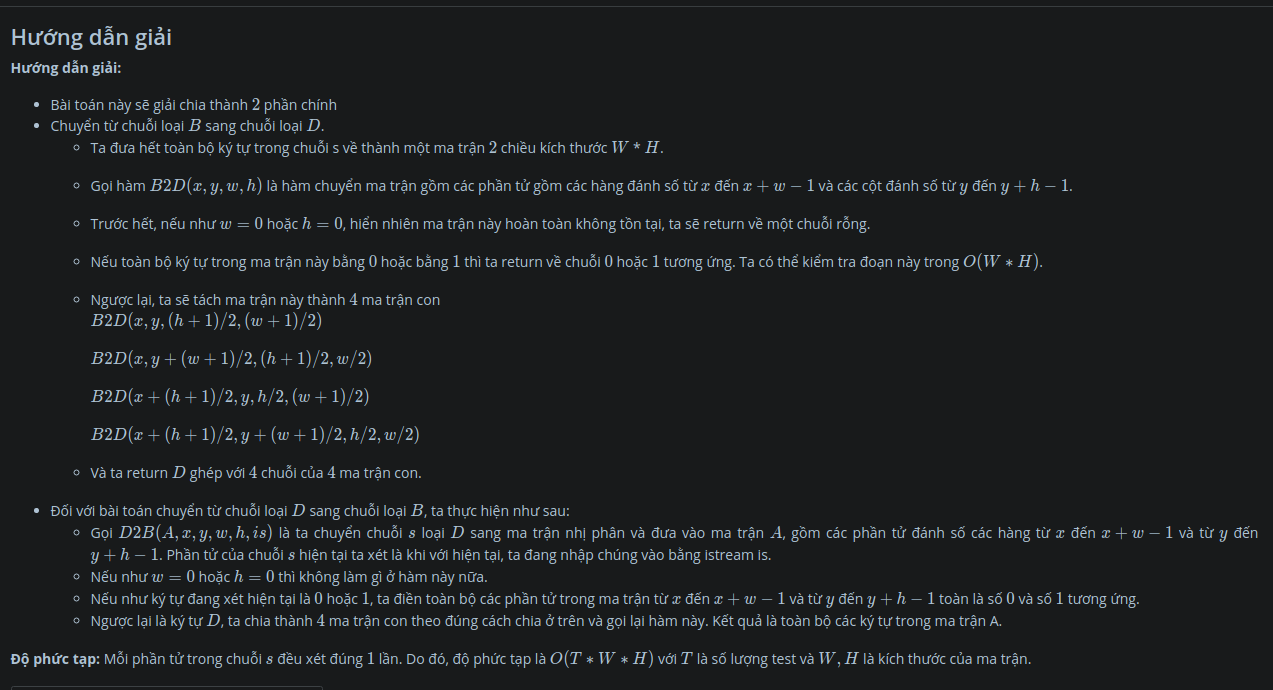 Hướng dẫn giải
Hướng dẫn giải:
• Bài toán này sẽ giải chia thành 2 phần chính
• Chuyển từ chuỗi loại B sang chuỗi loại D.
◦ Ta đưa hết toàn bộ ký tự trong chuỗi s về thành một ma trận 2 chiều kích thước W * H.
◦ Gọi hàm B2D(x, y, w, h) là hàm chuyển ma trận gồm các phần tử gồm các hàng đánh số từ x đến x + w − 1 và các cột đánh số từ y đến y + h − 1.
◦ Trước hết, nếu như w = 0 hoặc h = 0, hiển nhiên ma trận này hoàn toàn không tồn tại, ta sẽ return về một chuỗi rỗng.
◦ Nếu toàn bộ ký tự trong ma trận này bằng 0 hoặc bằng 1 thì ta return về chuỗi 0 hoặc 1 tương ứng. Ta có thể kiểm tra đoạn này trong O(W * H).
◦ Ngược lại, ta sẽ tách ma trận này thành 4 ma trận con
B2D(x, y, (h + 1)/2, (w + 1)/2)
B2D(x, y + (w + 1)/2, (h + 1)/2, w/2)
B2D(x + (h + 1)/2, y, h/2, (w + 1)/2)
B2D(x + (h + 1)/2, y + (w + 1)/2, h/2, w/2)
◦ Và ta return D ghép với 4 chuỗi của 4 ma trận con.
• Đối với bài toán chuyển từ chuỗi loại D sang chuỗi loại B, ta thực hiện như sau:
◦ Gọi D2B(A, x, y, w, h, is) là ta chuyển chuỗi s loại D sang ma trận nhị phân và đưa vào ma trận A, gồm các phần tử đánh số các hàng từ x đến x + w − 1 và từ y đến
y + h − 1. Phần tử của chuỗi s hiện tại ta xét là khi với hiện tại, ta đang nhập chúng vào bằng istream is.
◦ Nếu như w = 0 hoặc h = 0 thì không làm gì ở hàm này nữa.
◦ Nếu như ký tự đang xét hiện tại là 0 hoặc 1, ta điền toàn bộ các phần tử trong ma trận từ x đến x + w − 1 và từ y đến y + h − 1 toàn là số 0 và số 1 tương ứng.
◦ Ngược lại là ký tự D, ta chia thành 4 ma trận con theo đúng cách chia ở trên và gọi lại hàm này. Kết quả là toàn bộ các ký tự trong ma trận A.
Độ phức tạp: Mỗi phần tử trong chuỗi s đều xét đúng 1 lần. Do đó, độ phức tạp là O(T * W * H) với T là số lượng test và W, H là kích thước của ma trận.